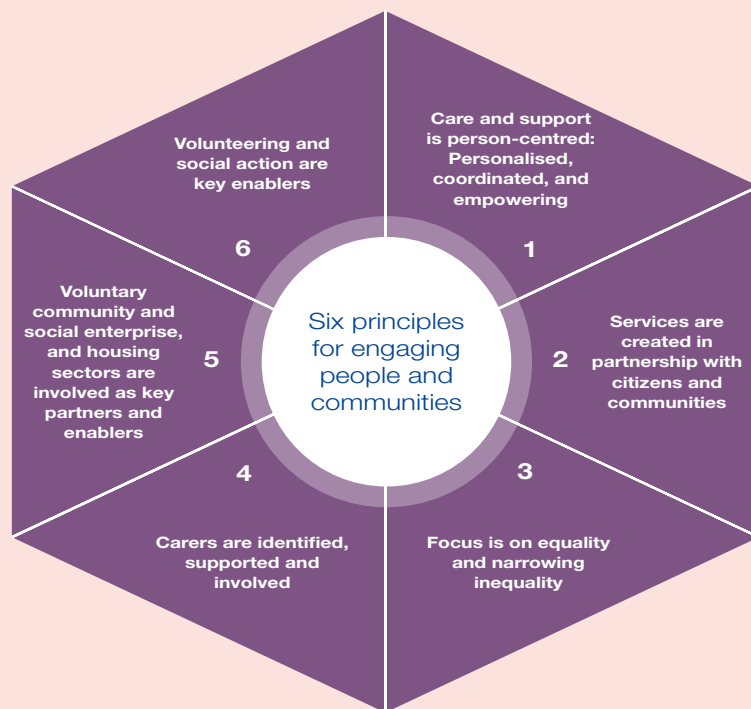 Six principles
for engaging
people and
communities
Care and support
is person-centred:
Personalised,
coordinated, and
empowering
1
Services are
created in
partnership with
citizens and
communities
2
3
Focus is on equality
and narrowing
inequality
4
Carers are identified,
supported and
involved
Voluntary
community and
social enterprise,
and housing
sectors are
involved as key
partners and
enablers
5
Volunteering and
social action are
key enablers
6